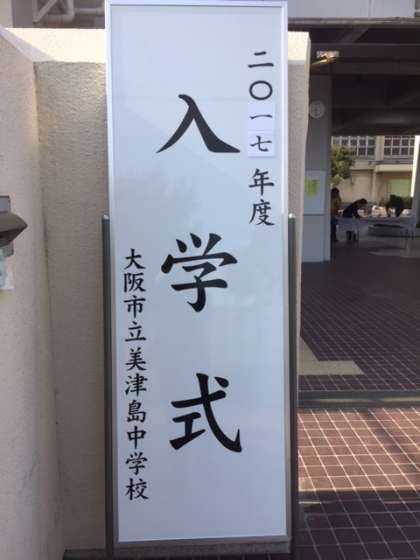 二〇一七年度
入学式
大阪市立美津島中学校